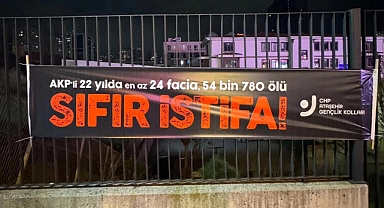 AKP'li 22 yılda en az 24 facia, 54 bin 780 ölü
SIFIR İSTİFA!
CHP
ATAŞEHİR
GENÇLİK KOLLARI